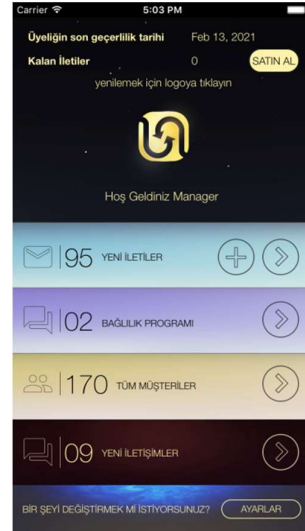 Carrier 5:03 PM
Üyeliğin son geçerlilik tarihi Feb 13, 2021
Kalan İletiler 0 SATIN AL
yenilemek için logoya tıklayın
Hoş Geldiniz Manager
95 YENİ İLETİLER
02 BAĞLILIK PROGRAMI
170 TÜM MÜŞTERİLER
09 YENİ İLETİŞİMLER
BİR ŞEYİ DEĞİŞTİRMEK Mİ İSTİYORSUNUZ? AYARLAR